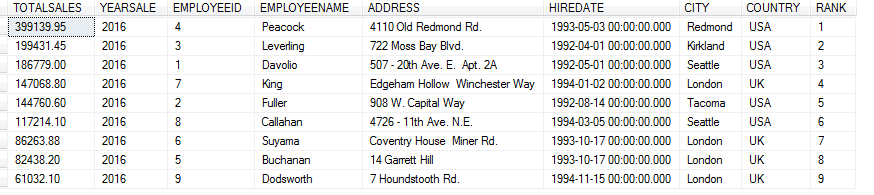 TOTALSALES YEARSALE EMPLOYEEID EMPLOYEENAME ADDRESS HIREDATE CITY COUNTRY RANK
399139.95 2016 4 Peacock 4110 Old Redmond Rd. 1993-05-03 00:00:00.000 Redmond USA 1
199431.45 2016 3 Leverling 722 Moss Bay Blvd. 1992-04-01 00:00:00.000 Kirkland USA 2
186779.00 2016 1 Davolio 507 - 20th Ave. E. Apt. 2A 1992-05-01 00:00:00.000 Seattle USA 3
147068.80 2016 7 King Edgeham Hollow Winchester Way 1994-01-02 00:00:00.000 London UK 4
144760.60 2016 2 Fuller 908 W. Capital Way 1992-08-14 00:00:00.000 Tacoma USA 5
117214.10 2016 8 Callahan 4726 - 11th Ave. N.E. 1994-03-05 00:00:00.000 Seattle USA 6
86263.88 2016 6 Suyama Coventry House Miner Rd. 1993-10-17 00:00:00.000 London UK 7
82438.20 2016 5 Buchanan 14 Garrett Hill 1993-10-17 00:00:00.000 London UK 8
61032.10 2016 9 Dodsworth 7 Houndstooth Rd. 1994-11-15 00:00:00.000 London UK 9